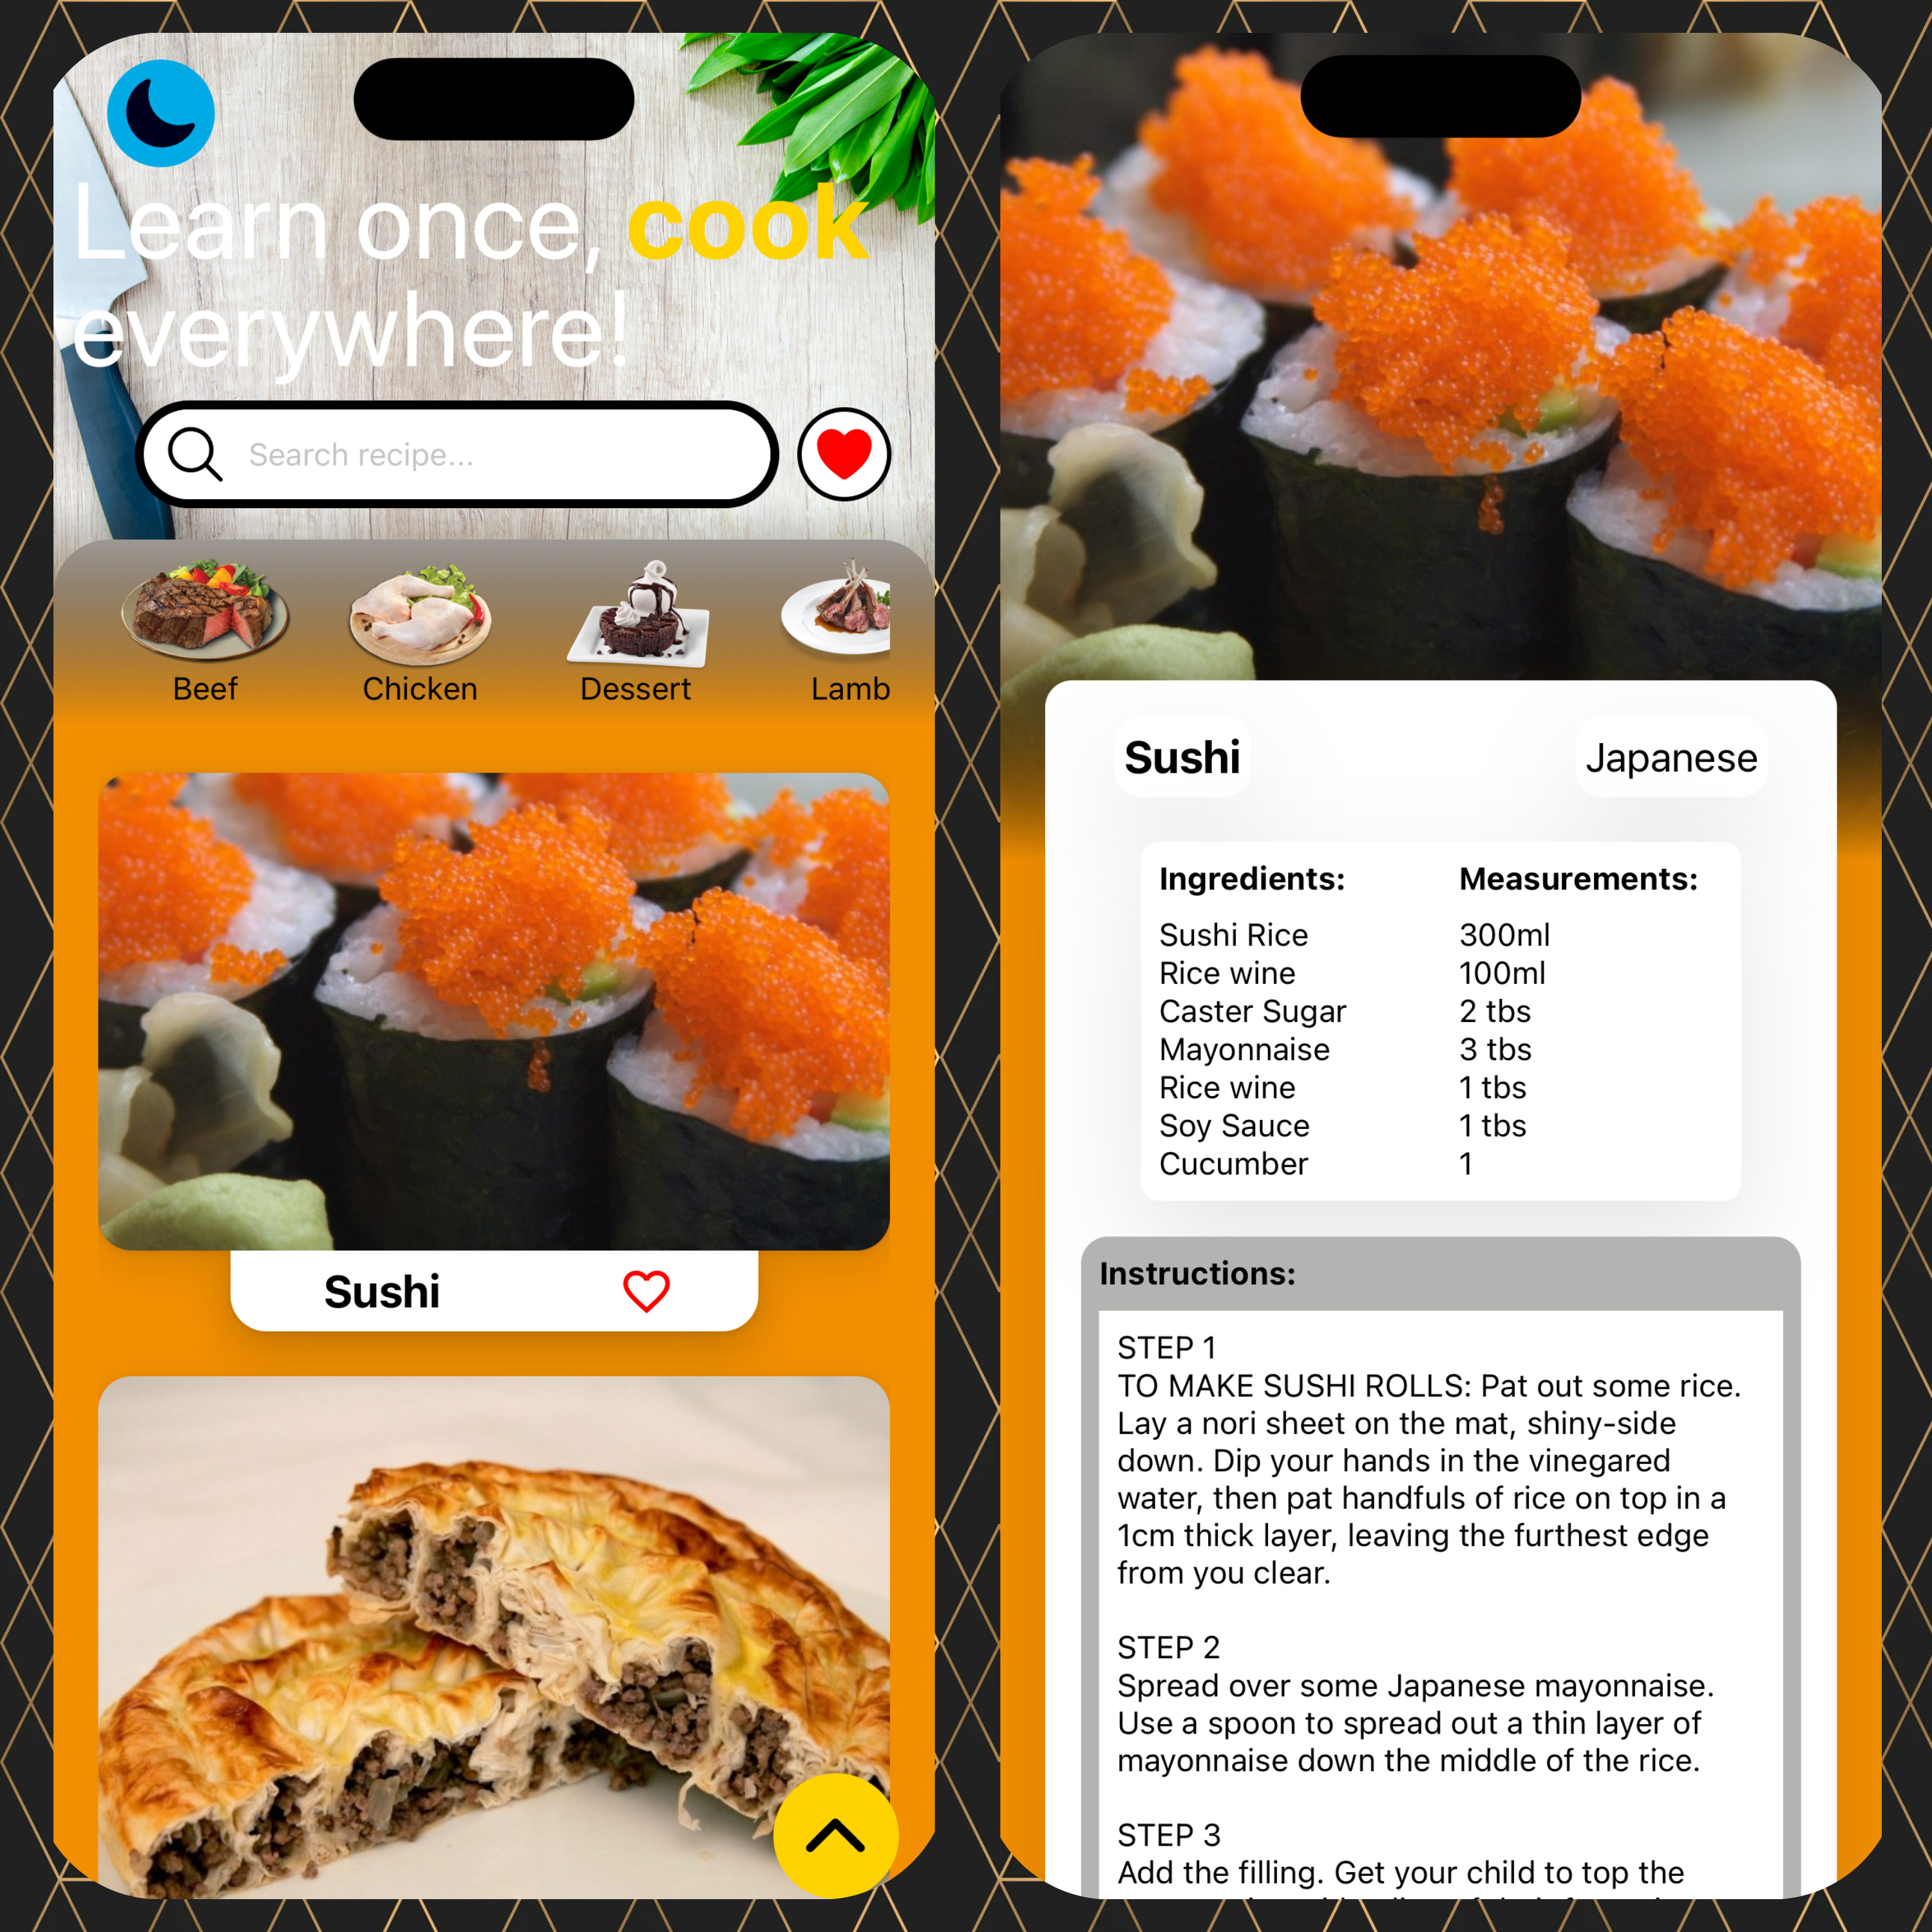 Learn once, cook
everywhere!
Search recipe...
Beef
Chicken
Dessert
Lamb
Sushi
Sushi
Japanese
Ingredients:
Measurements:
Sushi Rice
300ml
Rice wine
100ml
Caster Sugar
2 tbs
Mayonnaise
3 tbs
Rice wine
1 tbs
Soy Sauce
1 tbs
Cucumber
1
Instructions:
STEP 1
TO MAKE SUSHI ROLLS: Pat out some rice.
Lay a nori sheet on the mat, shiny-side
down. Dip your hands in the vinegared
water, then pat handfuls of rice on top in a
1cm thick layer, leaving the furthest edge
from you clear.
STEP 2
Spread over some Japanese mayonnaise.
Use a spoon to spread out a thin layer of
mayonnaise down the middle of the rice.
STEP 3
Add the filling. Get your child to top the